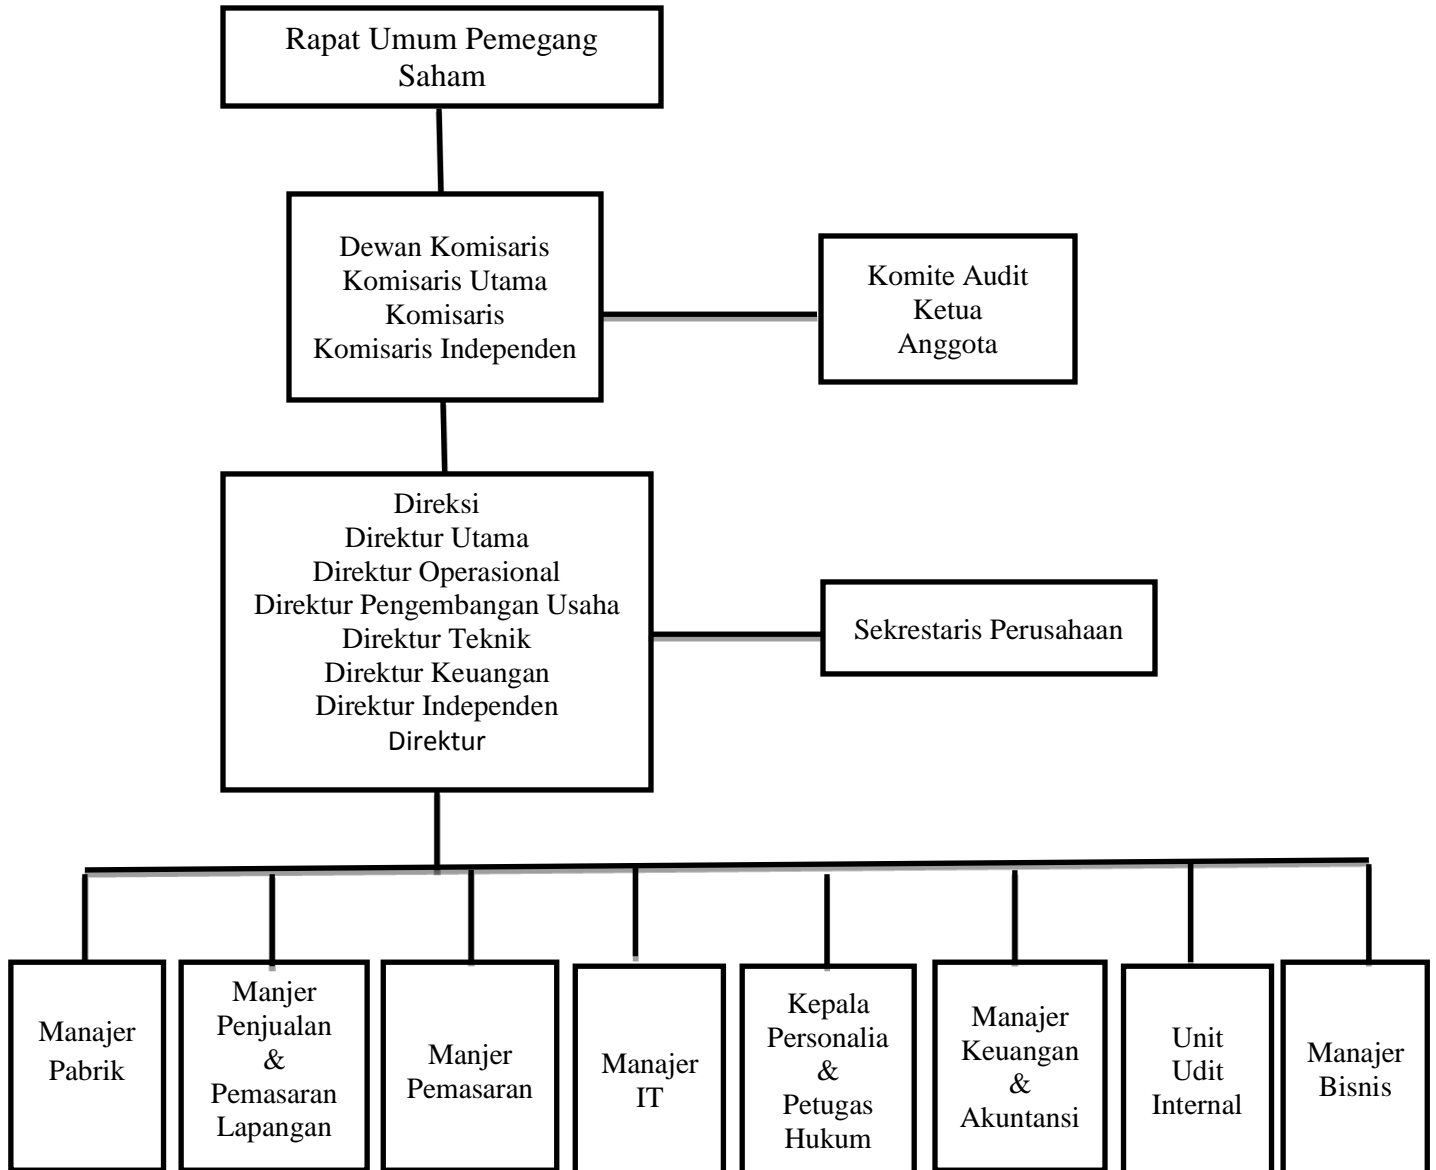 Rapat Umum Pemegang
Saham
Dewan Komisaris
Komisaris Utama
Komisaris
Komisaris Independen
Komite Audit
Ketua
Anggota
Direksi
Direktur Utama
Direktur Operasional
Direktur Pengembangan Usaha
Direktur Teknik
Direktur Keuangan
Direktur Independen
Direktur
Sekrestaris Perusahaan
Manajer
Pabrik
Manjer
Penjualan
&
Pemasaran
Lapangan
Manjer
Pemasaran
Manajer
IT
Kepala
Personalia
&
Petugas
Hukum
Manajer
Keuangan
&
Akuntansi
Unit
Udit
Internal
Manajer
Bisnis